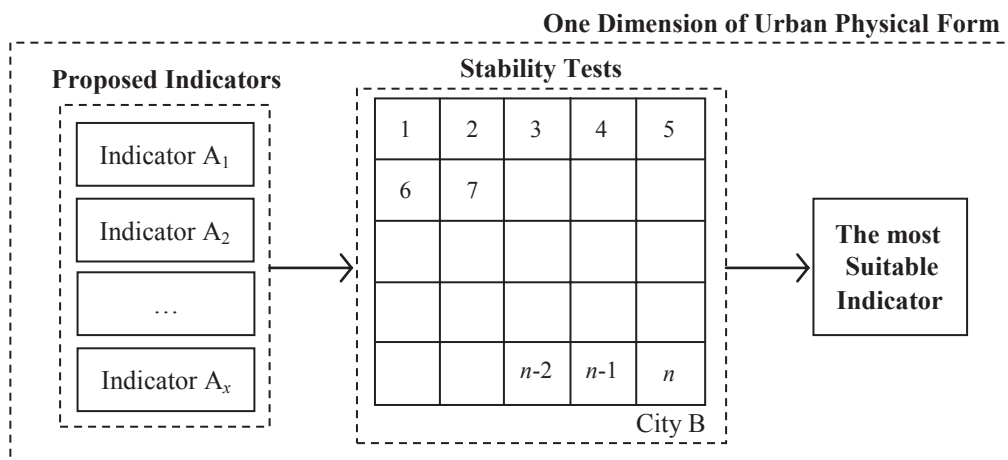 One Dimension of Urban Physical Form
Proposed Indicators
Indicator A₁
Indicator A₂
…
Indicator Aₓ
Stability Tests
1 2 3 4 5
6 7
n-2 n-1 n
City B
The most
Suitable
Indicator